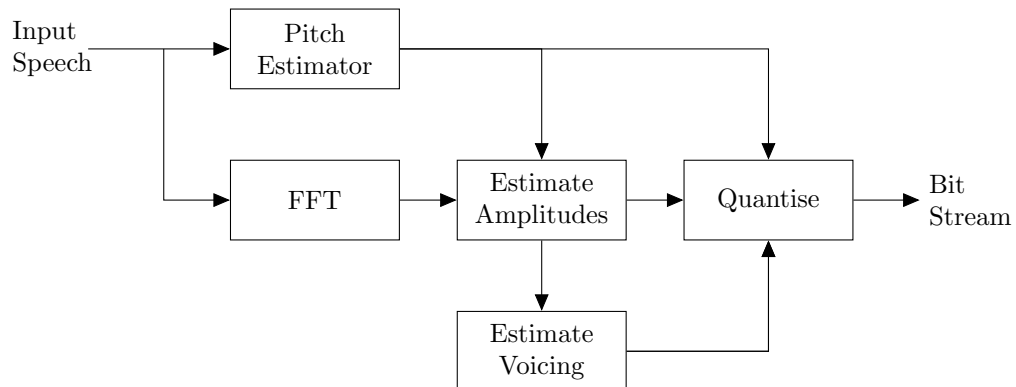 Input
Speech
Pitch
Estimator
FFT
Estimate
Amplitudes
Quantise
Bit
Stream
Estimate
Voicing